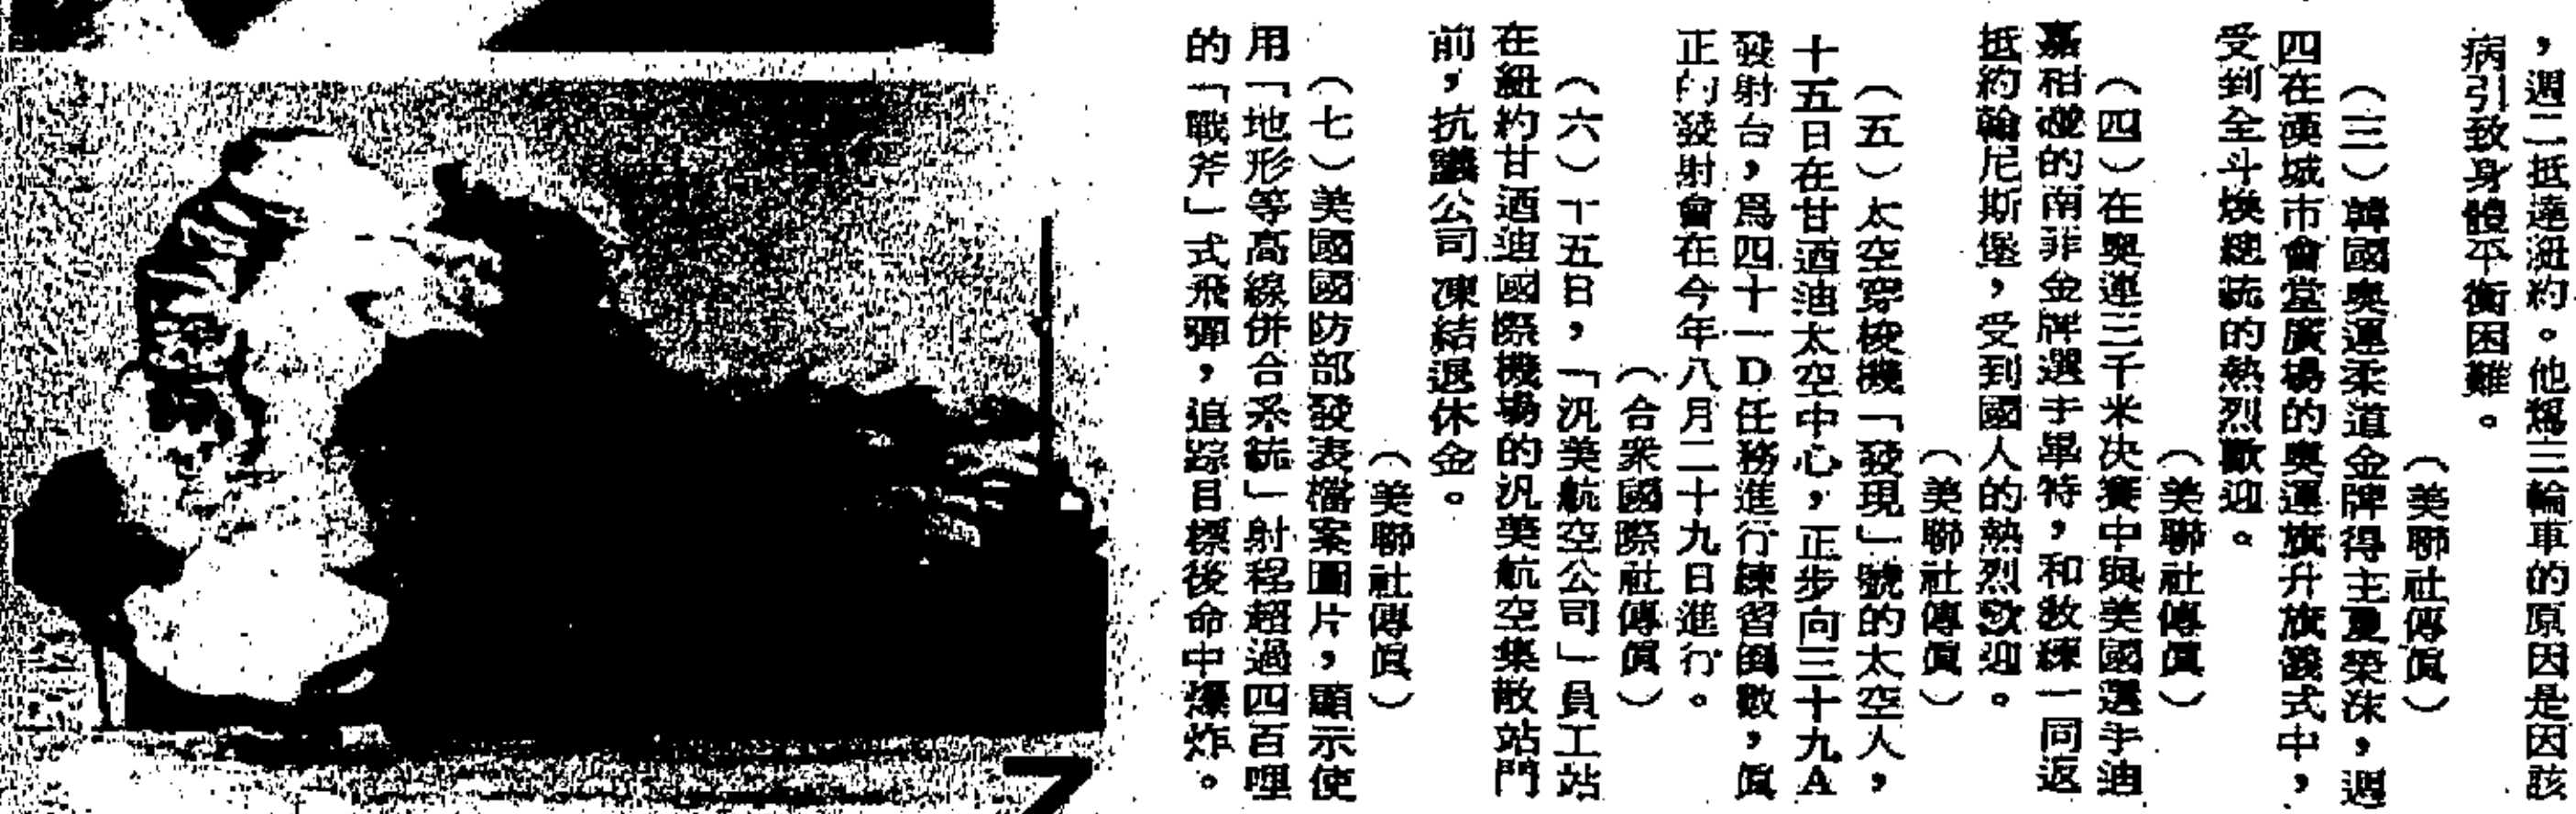 ，週二抵達紐約。他騎三輪車的原因是因該
病引致身體平衡困難。
（美聯社傳眞）
（三）韓國奧運柔道金牌得主夏榮沫，週
四在漢城市會堂廣場的奧運旗升旗儀式中，
受到全斗煥總統的熱烈歡迎。
（美聯社傳眞）
（四）在奧運三千米决賽中與美國選手迪
嘉相碰的南非金牌選手畢特，和敎練一同返
抵約翰尼斯堡，受到國人的熱烈歡迎。
（美聯社傳眞）
（五）太空穿梭機「發現」號的太空人，
十五日在甘迺迪太空中心，正步向三十九A
發射台，爲四十一D任務進行練習倒數，眞
正的發射會在今年八月二十九日進行。
（合衆國際社傳眞）
（六）十五日，「汎美航空公司」員工站
在紐約甘迺迪國際機場的汎美航空集散站門
前，抗議公司凍結退休金。
（美聯社傳眞）
（七）美國國防部發表檔案圖片，顯示使
用「地形等高線併合系統」射程超過四百哩
的「戰斧」式飛彈，追踪目標後命中爆炸。
7